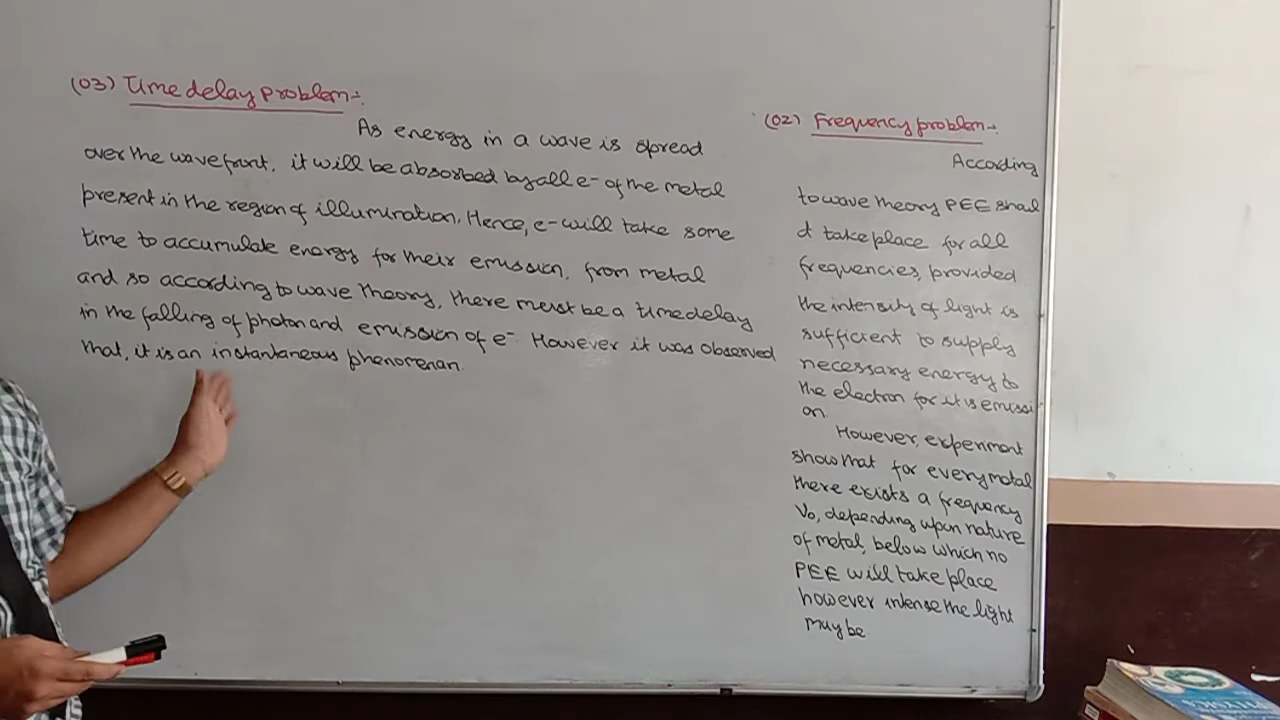 (03) Time delay problem:-
As energy in a wave is spread
over the wavefront, it will be absorbed by all e- of the metal
present in the region of illumination. Hence, e- will take some
time to accumulate energy for their emission, from metal
and so according to wave theory, there must be a time delay
in the falling of photon and emission of e-. However it was observed
that, it is an instantaneous phenomenan.
(02) Frequency problem:-
According
to wave theory PEE shoul
d take place for all
frequencies, provided
the intensity of light is
sufficient to supply
necessary energy to
the electron for it is emissi
on.
However, experiment
show that for every metal
there exists a frequency
ν₀, depending upon nature
of metal, below which no
PEE will take place
however intense the light
may be
PHYSICS